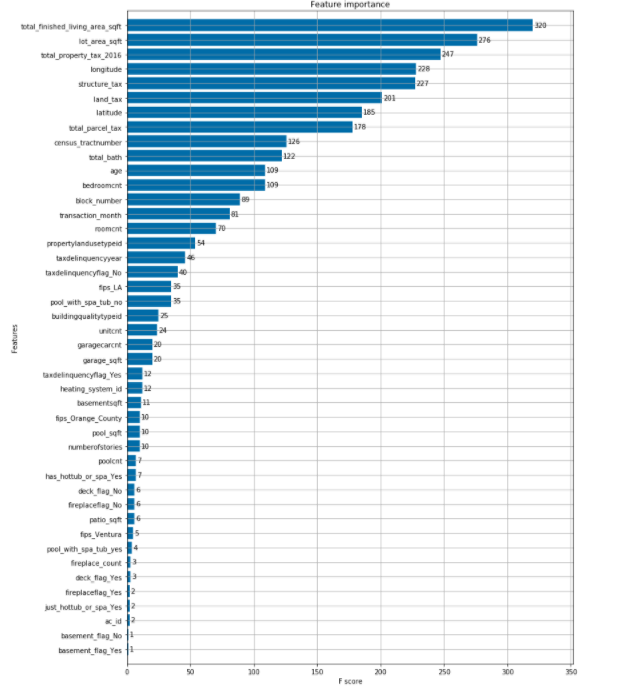 Feature importance
total_finished_living_area_sqft 320
lot_area_sqft 276
total_property_tax_2016 247
longitude 228
structure_tax 227
land_tax 201
latitude 185
total_parcel_tax 178
census_tractnumber 126
total_bath 122
age 109
bedroomcnt 109
block_number 89
transaction_month 81
roomcnt 70
propertylandusetypeid 54
taxdelinquencyyear 46
taxdelinquencyflag_No 40
fips_LA 35
pool_with_spa_tub_no 35
buildingqualitytypeid 25
unitcnt 24
garagecarcnt 20
garage_sqft 20
taxdelinquencyflag_Yes 12
heating_system_id 12
basementsqft 11
fips_Orange_County 10
pool_sqft 10
numberofstories 10
poolcnt 7
has_hottub_or_spa_Yes 7
deck_flag_No 6
fireplaceflag_No 6
patio_sqft 6
fips_Ventura 5
pool_with_spa_tub_yes 4
fireplace_count 3
deck_flag_Yes 3
fireplaceflag_Yes 2
just_hottub_or_spa_Yes 2
ac_id 2
basement_flag_No 1
basement_flag_Yes 1
Features
0 50 100 150 200 250 300 350
F score